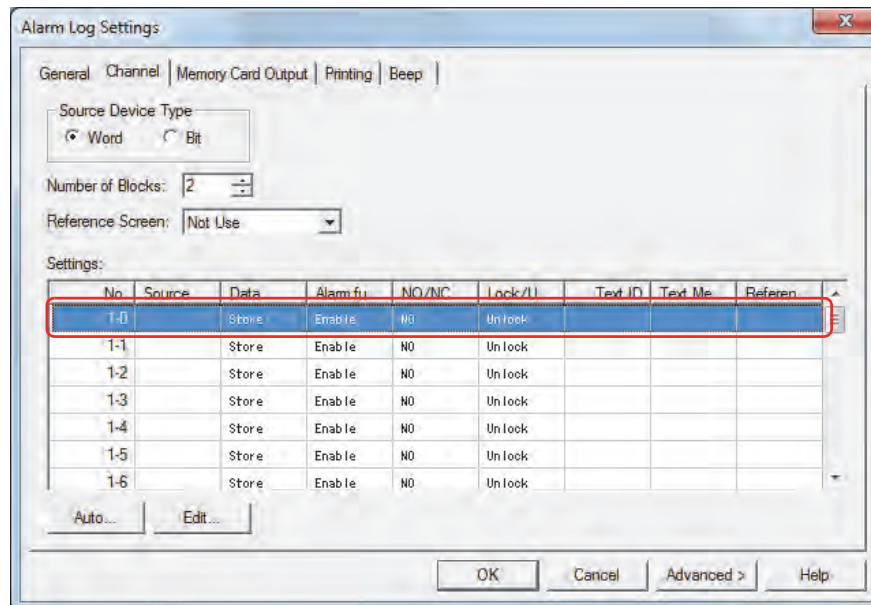 Alarm Log Settings
General Channel Memory Card Output Printing Beep
Source Device Type
Word Bit
Number of Blocks: 2
Reference Screen: Not Use
Settings:
No. Source Data Alarm fu... NO/NC Lock/U... Text ID Text Me... Referen...
1-0 Store Enable NO Unlock
1-1 Store Enable NO Unlock
1-2 Store Enable NO Unlock
1-3 Store Enable NO Unlock
1-4 Store Enable NO Unlock
1-5 Store Enable NO Unlock
1-6 Store Enable NO Unlock
Auto... Edit...
OK Cancel Advanced > Help